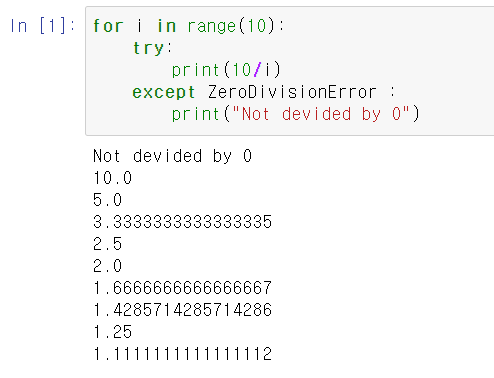 In [1]: for i in range(10):
try:
print(10/i)
except ZeroDivisionError :
print("Not devided by 0")
Not devided by 0
10.0
5.0
3.3333333333333335
2.5
2.0
1.6666666666666667
1.4285714285714286
1.25
1.1111111111111112